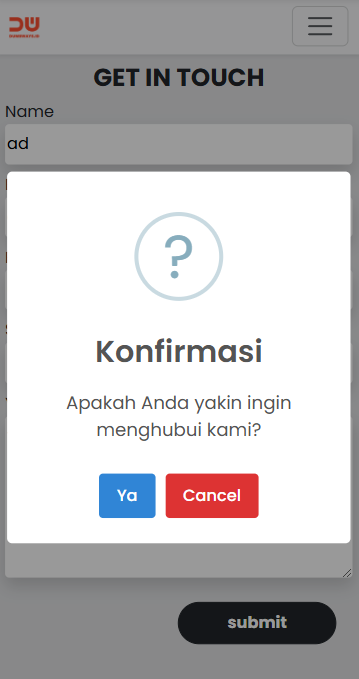 GET IN TOUCH
Name
ad
?
Konfirmasi
Apakah Anda yakin ingin
menghubui kami?
Ya
Cancel
submit